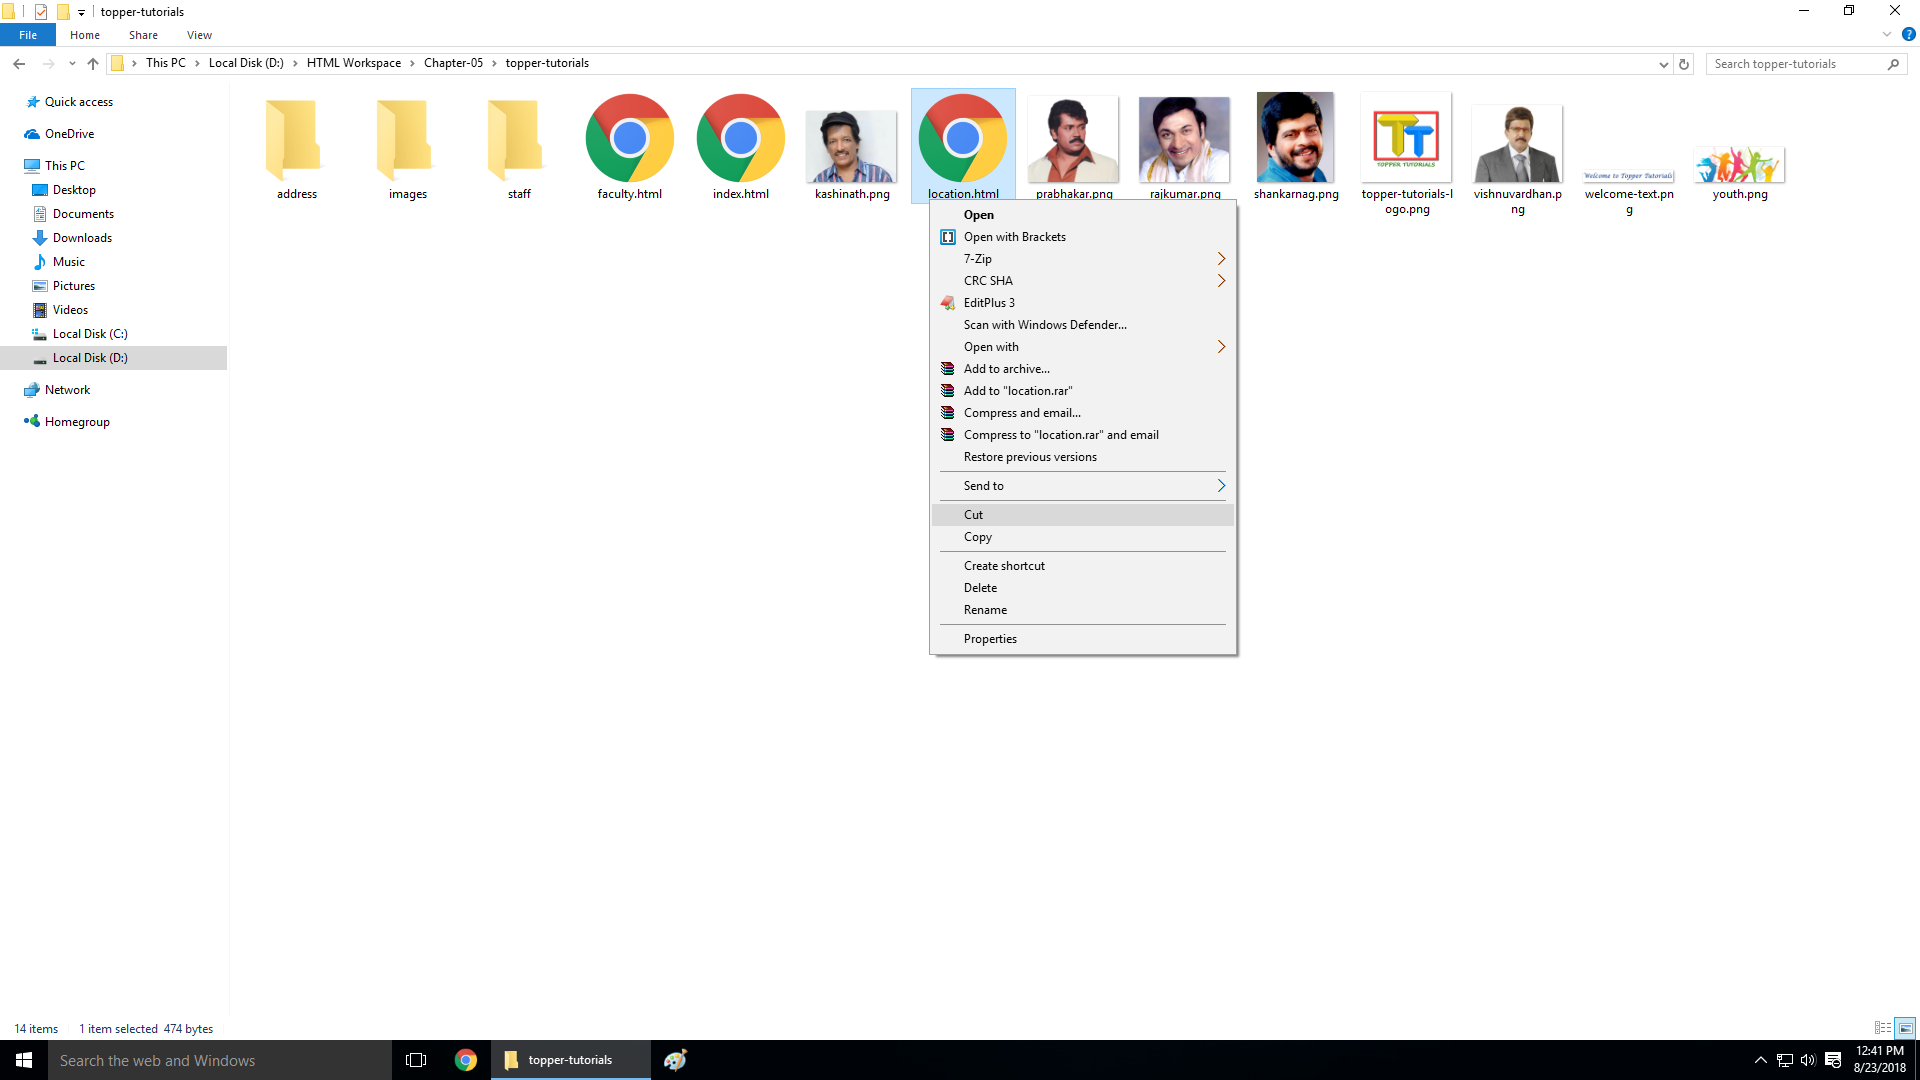 topper-tutorials
File Home Share View
This PC Local Disk (D:) HTML Workspace Chapter-05 topper-tutorials
Search topper-tutorials
Quick access
OneDrive
This PC
Desktop
Documents
Downloads
Music
Pictures
Videos
Local Disk (C:)
Local Disk (D:)
Network
Homegroup
address
images
staff
faculty.html
index.html
kashinath.png
location.html
prabhakar.png
rajkumar.png
shankarnag.png
TT
TOPPER TUTORIALS
topper-tutorials-l
ogo.png
vishnuvardhan.p
ng
Welcome to Topper Tutorials
welcome-text.pn
g
youth.png
Open
Open with Brackets
7-Zip
CRC SHA
EditPlus 3
Scan with Windows Defender...
Open with
Add to archive...
Add to "location.rar"
Compress and email...
Compress to "location.rar" and email
Restore previous versions
Send to
Cut
Copy
Create shortcut
Delete
Rename
Properties
14 items 1 item selected 474 bytes
Search the web and Windows
topper-tutorials
12:41 PM
8/23/2018